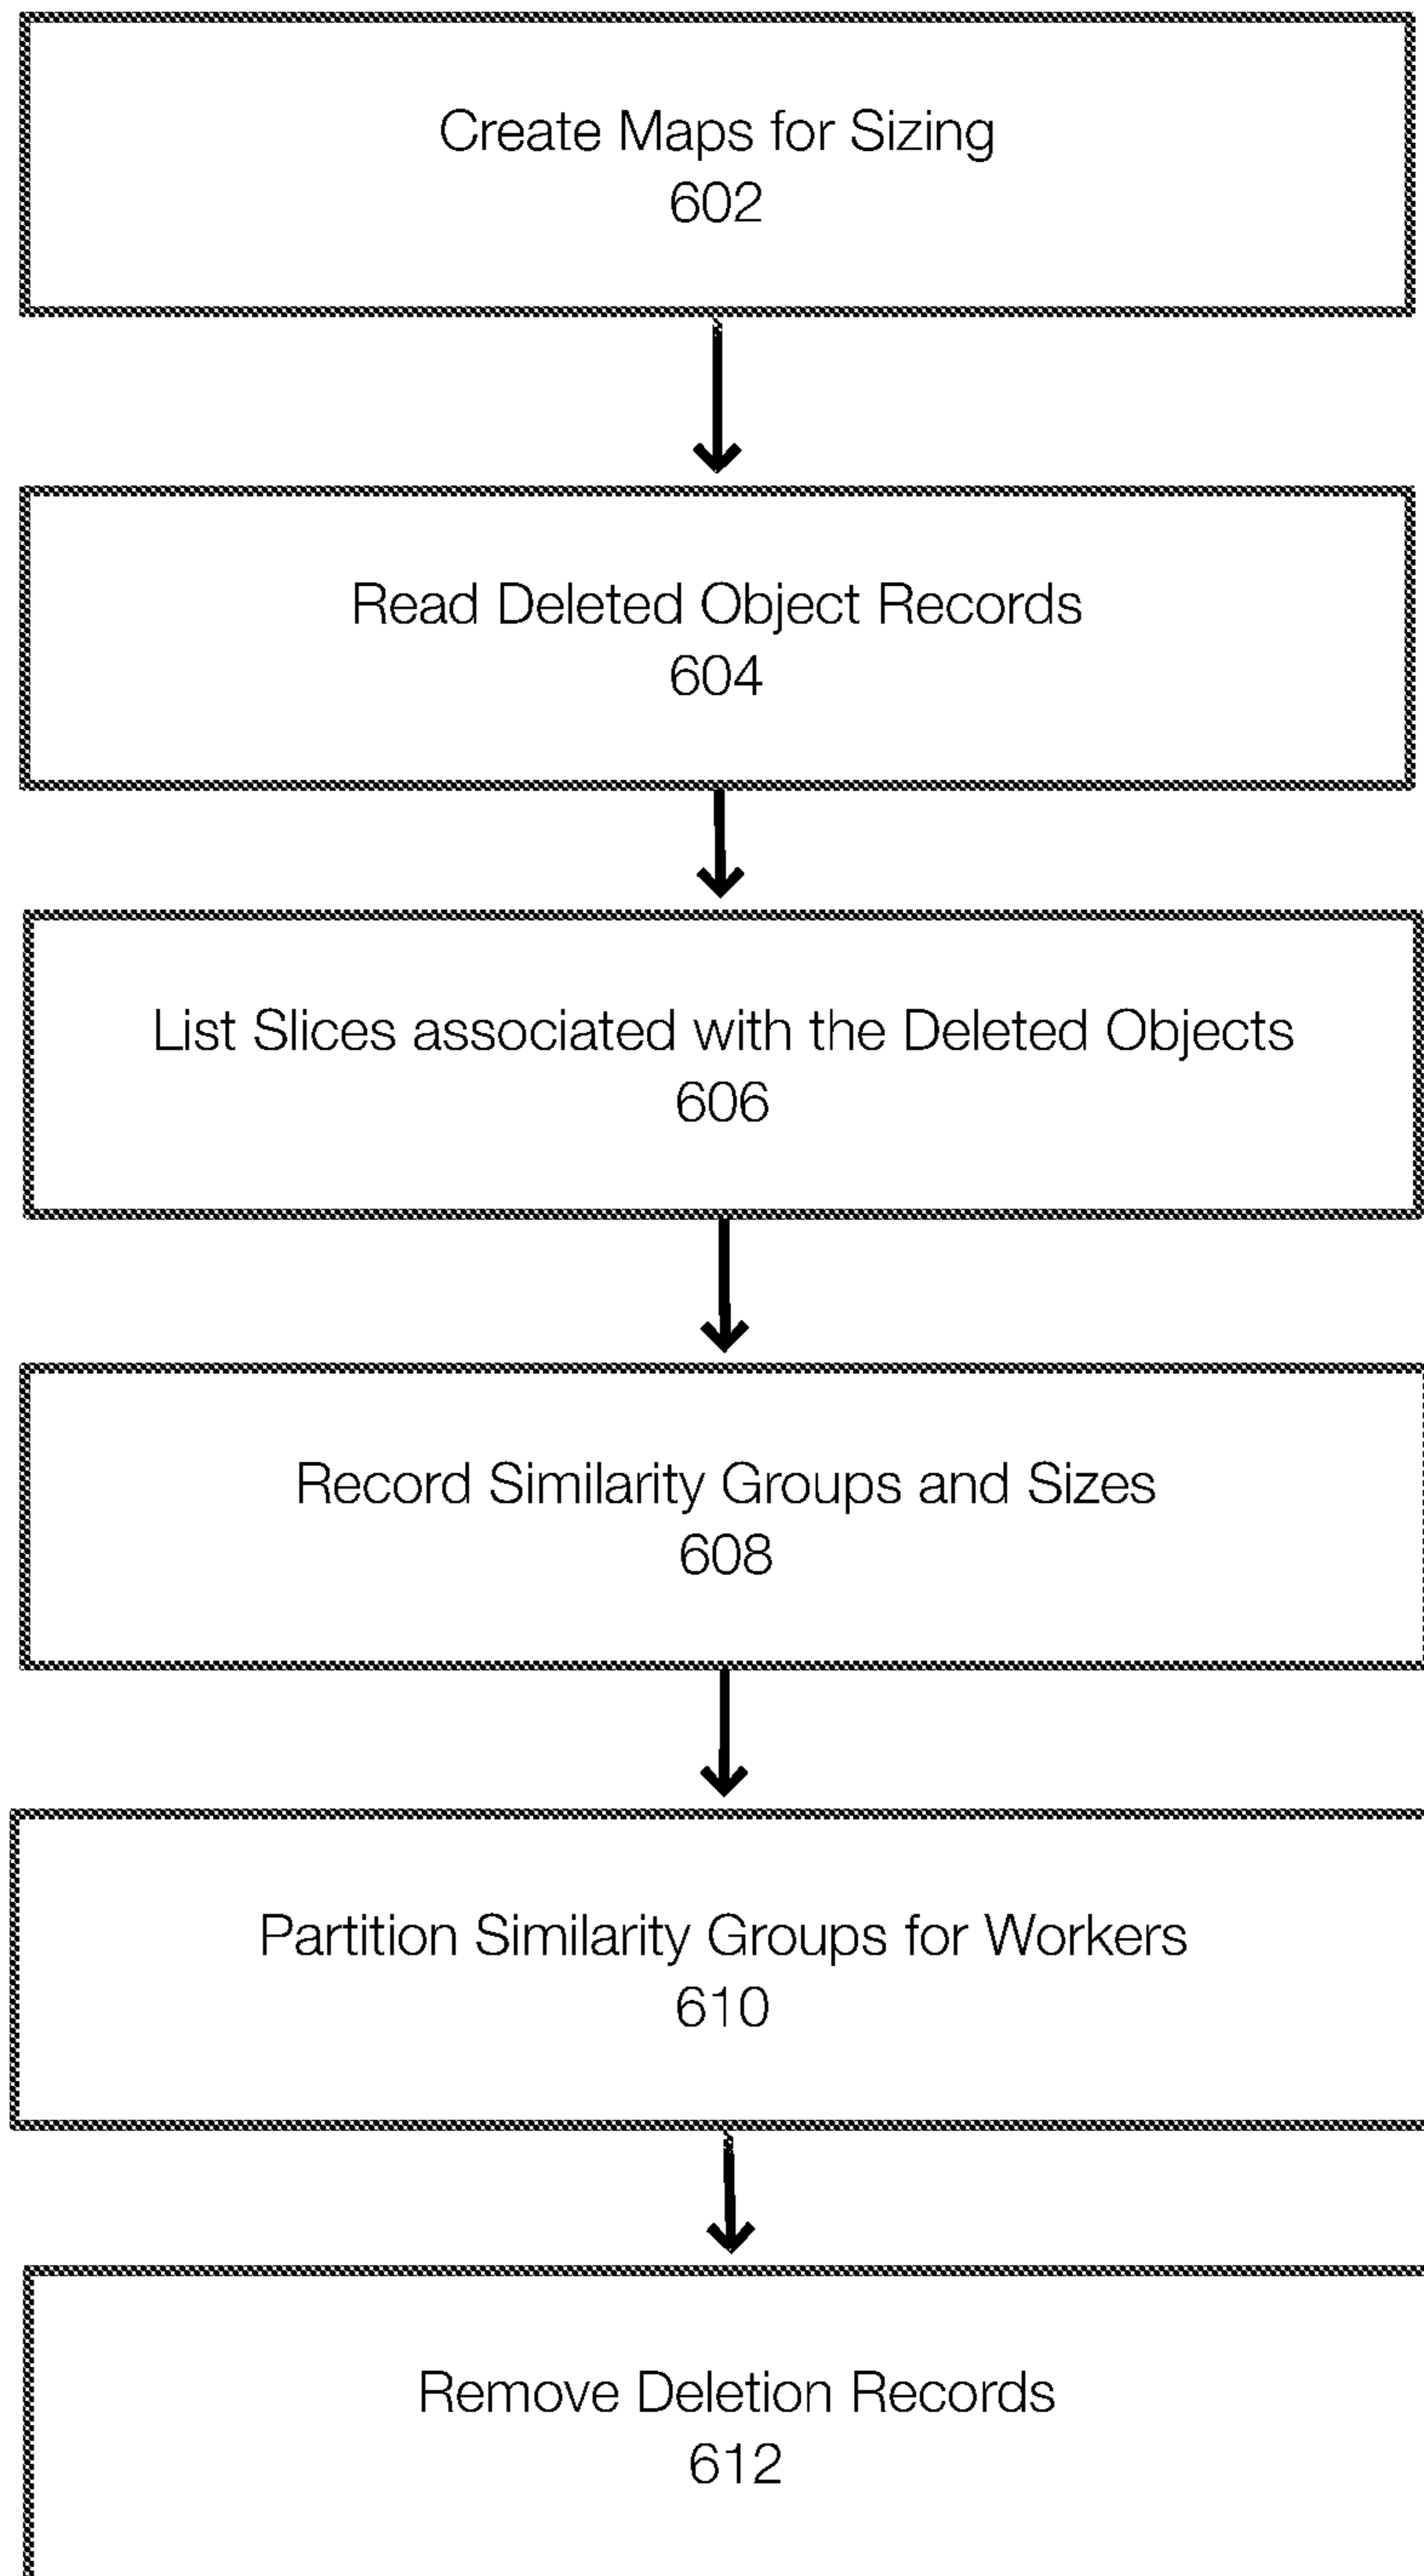 Create Maps for Sizing
602
Read Deleted Object Records
604
List Slices associated with the Deleted Objects
606
Record Similarity Groups and Sizes
608
Partition Similarity Groups for Workers
610
Remove Deletion Records
612